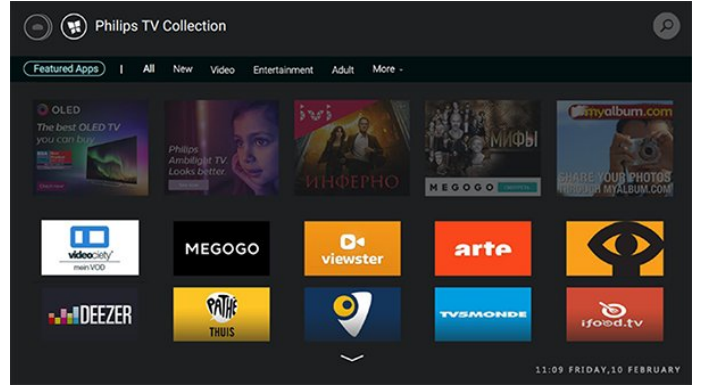 Philips TV Collection
Featured Apps | All New Video Entertainment Adult More
OLED
The best OLED TV
you can buy
Philips
Ambilight TV.
Looks better.
ivi
ИНФЕРНО
МИФЫ
MEGOGO
myalbum.com
SHARE YOUR PHOTOS
THROUGH MYALBUM.COM
videociety
mein VOD
MEGOGO
viewster
arte
DEEZER
PATHÉ
THUIS
TV5MONDE
ifood.tv
11:09 FRIDAY,10 FEBRUARY